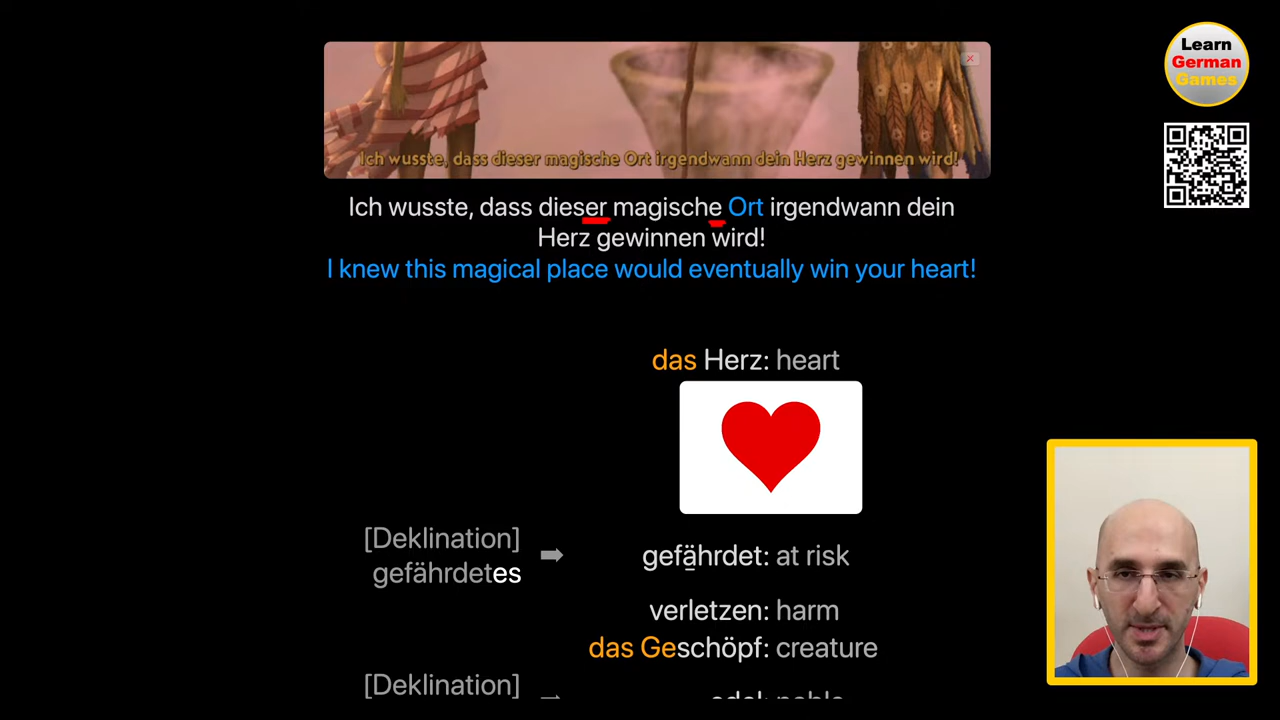 Learn
German
Games
Ich wusste, dass dieser magische Ort irgendwann dein Herz gewinnen wird!
Ich wusste, dass dieser magische Ort irgendwann dein
Herz gewinnen wird!
I knew this magical place would eventually win your heart!
das Herz: heart
[Deklination]
gefährdetes
➡ gefährdet: at risk
verletzen: harm
das Geschöpf: creature
[Deklination]
edel: noble